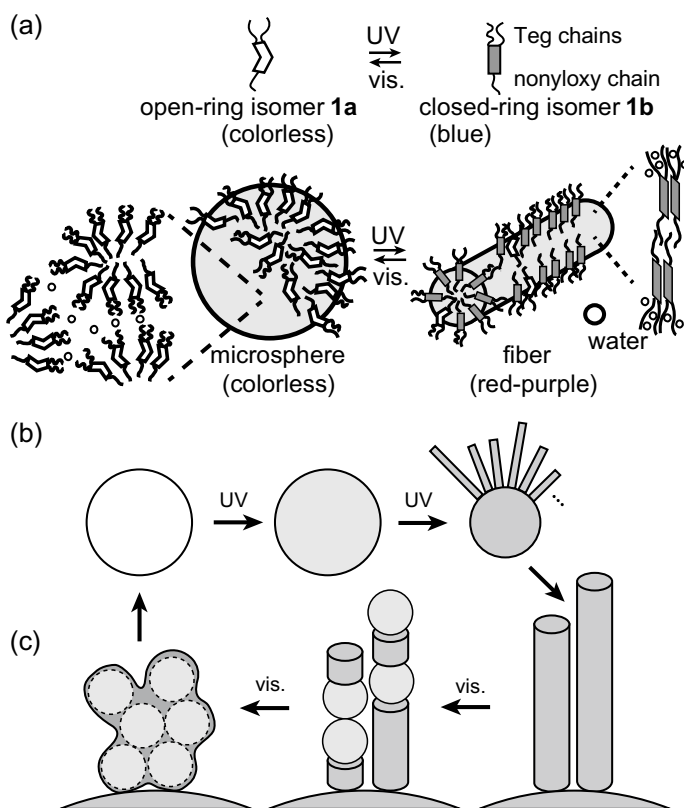 (a)
UV
vis.
Teg chains
nonyloxy chain
open-ring isomer 1a
(colorless)
closed-ring isomer 1b
(blue)
UV
vis.
microsphere
(colorless)
fiber
(red-purple)
water
(b)
UV
UV
(c)
vis.
vis.